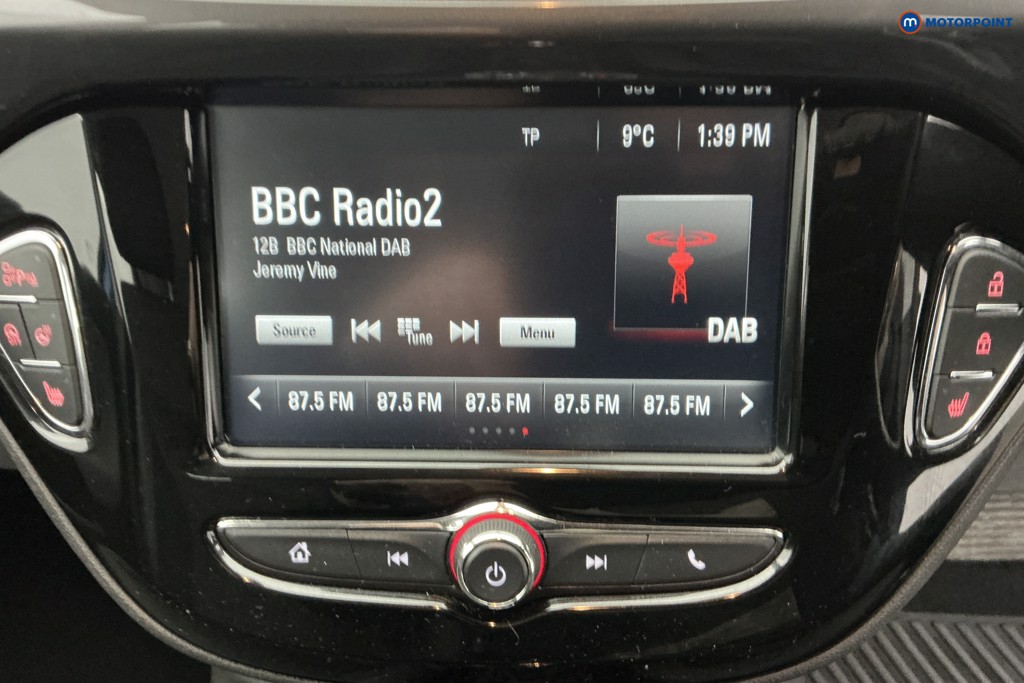 m MOTORPOINT
TP 9°C 1:39 PM
BBC Radio2
12B BBC National DAB
Jeremy Vine
Source Tune Menu
DAB
87.5 FM 87.5 FM 87.5 FM 87.5 FM 87.5 FM